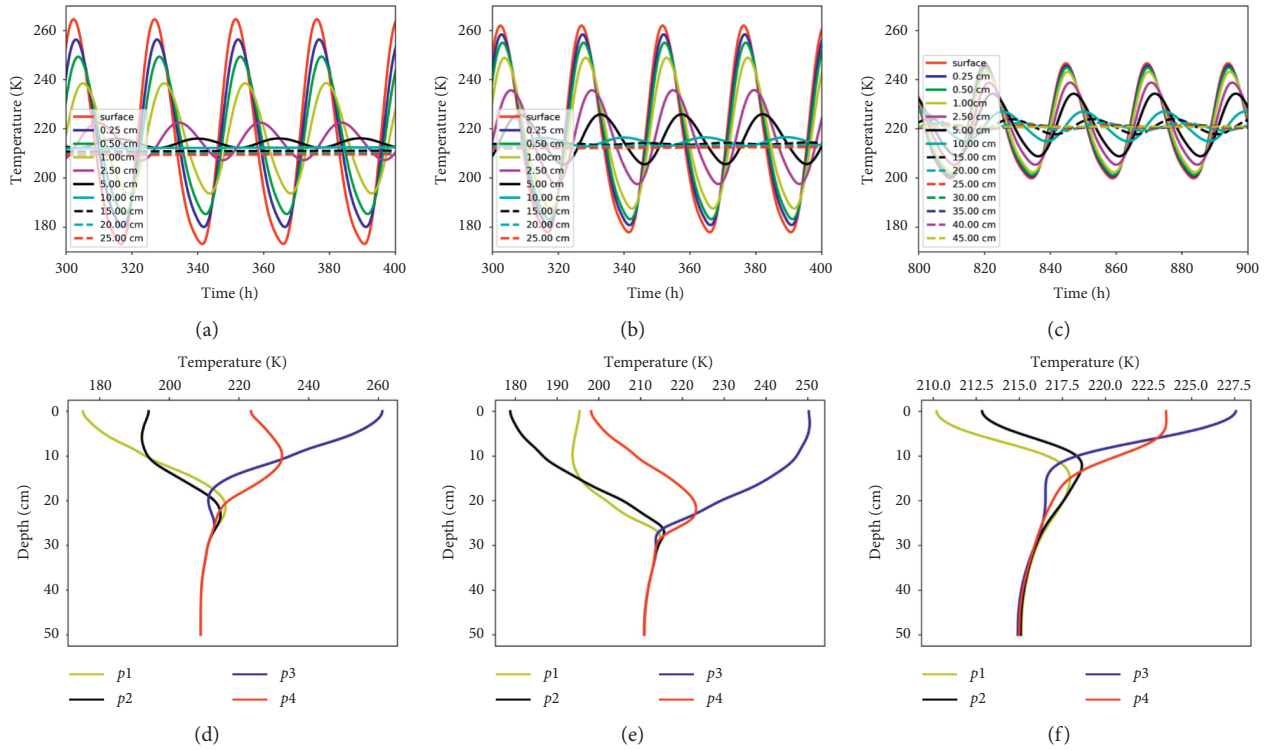 260
240
220
200
180
Temperature (K)
surface
0.25 cm
0.50 cm
1.00cm
2.50 cm
5.00 cm
10.00 cm
15.00 cm
20.00 cm
25.00 cm
300 320 340 360 380 400
Time (h)
(a)
260
240
220
200
180
Temperature (K)
surface
0.25 cm
0.50 cm
1.00cm
2.50 cm
5.00 cm
10.00 cm
15.00 cm
20.00 cm
25.00 cm
300 320 340 360 380 400
Time (h)
(b)
260
240
220
200
180
Temperature (K)
surface
0.25 cm
0.50 cm
1.00cm
2.50 cm
5.00 cm
10.00 cm
15.00 cm
20.00 cm
25.00 cm
30.00 cm
35.00 cm
40.00 cm
45.00 cm
800 820 840 860 880 900
Time (h)
(c)
Temperature (K)
180 200 220 240 260
0
10
20
30
40
50
Depth (cm)
p1 p3
p2 p4
(d)
Temperature (K)
180 190 200 210 220 230 240 250
0
10
20
30
40
50
Depth (cm)
p1 p3
p2 p4
(e)
Temperature (K)
210.0 212.5 215.0 217.5 220.0 222.5 225.0 227.5
0
10
20
30
40
50
Depth (cm)
p1 p3
p2 p4
(f)